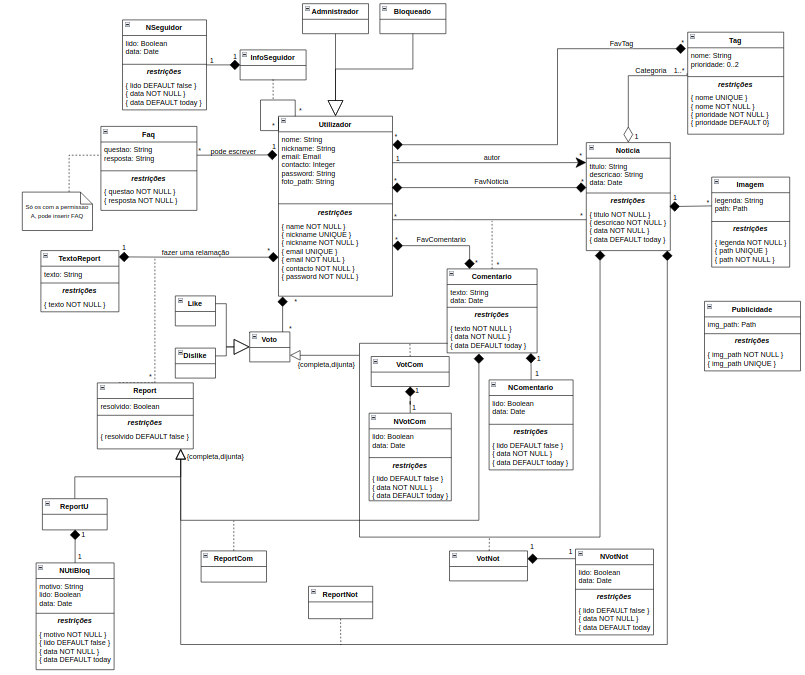 Admnistrador
Bloqueado
NSeguidor
lido: Boolean
data: Date
restrições
{ lido DEFAULT false }
{ data NOT NULL }
{ data DEFAULT today }
1
1
InfoSeguidor
*
*
FavTag
*
Tag
nome: String
prioridade: 0..2
restrições
{ nome UNIQUE }
{ nome NOT NULL }
{ prioridade NOT NULL }
{ prioridade DEFAULT 0}
Categoria
1..*
1
Utilizador
nome: String
nickname: String
email: Email
contacto: Integer
password: String
foto_path: String
restrições
{ name NOT NULL }
{ nickname UNIQUE }
{ nickname NOT NULL }
{ email UNIQUE }
{ email NOT NULL }
{ contacto NOT NULL }
{ password NOT NULL }
Faq
questao: String
resposta: String
restrições
{ questao NOT NULL }
{ resposta NOT NULL }
*
pode escrever
1
Só os com a permissão
A, pode inserir FAQ
*
1
autor
*
*
FavNoticia
*
*
*
*
FavComentario
*
*
Noticia
titulo: String
descricao: String
data: Date
restrições
{ titulo NOT NULL }
{ descricao NOT NULL }
{ data NOT NULL }
{ data DEFAULT today }
1
*
Imagem
legenda: String
path: Path
restrições
{ legenda NOT NULL }
{ path UNIQUE }
{ path NOT NULL }
TextoReport
texto: String
restrições
{ texto NOT NULL }
1
fazer uma relamação
*
*
*
*
Comentario
texto: String
data: Date
restrições
{ texto NOT NULL }
{ data NOT NULL }
{ data DEFAULT today }
Publicidade
img_path: Path
restrições
{ img_path NOT NULL }
{ img_path UNIQUE }
Like
Dislike
Voto
{completa,dijunta}
VotCom
1
1
NVotCom
lido: Boolean
data: Date
restrições
{ lido DEFAULT false }
{ data NOT NULL }
{ data DEFAULT today }
1
1
NComentario
lido: Boolean
data: Date
restrições
{ lido DEFAULT false }
{ data NOT NULL }
{ data DEFAULT today }
Report
resolvido: Boolean
restrições
{ resolvido DEFAULT false }
{completa,dijunta}
ReportU
1
1
NUtiBloq
motivo: String
lido: Boolean
data: Date
restrições
{ motivo NOT NULL }
{ lido DEFAULT false }
{ data NOT NULL }
{ data DEFAULT today
ReportCom
ReportNot
VotNot
1
1
NVotNot
lido: Boolean
data: Date
restrições
{ lido DEFAULT false }
{ data NOT NULL }
{ data DEFAULT today